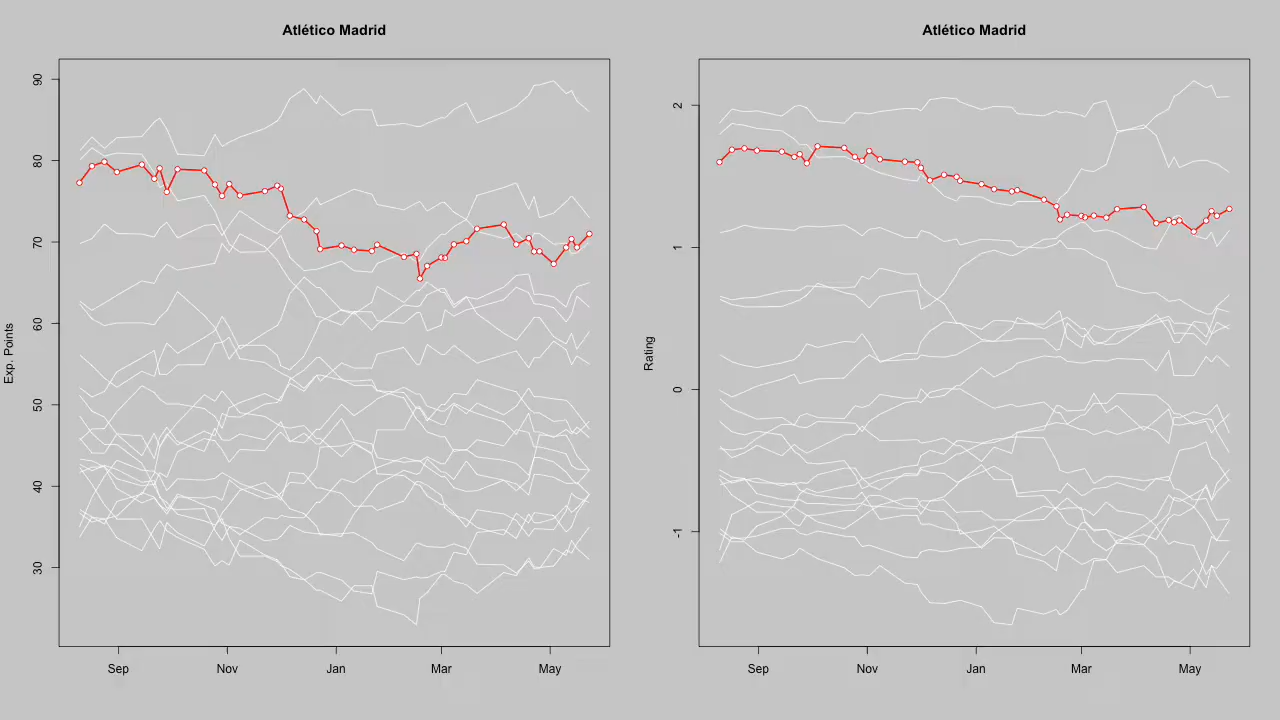 Atlético Madrid
Exp. Points
90
80
70
60
50
40
30
Sep Nov Jan Mar May
Atlético Madrid
Rating
2
1
0
-1
Sep Nov Jan Mar May